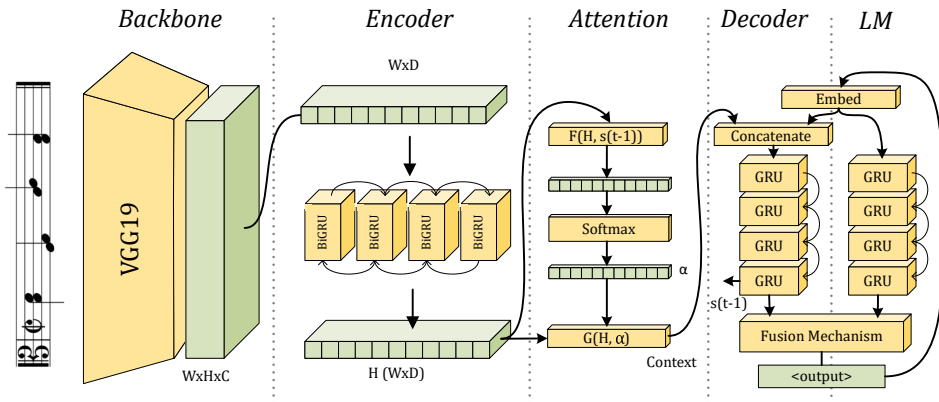 Backbone
Encoder
Attention
Decoder
LM
VGG19
WxHxC
WxD
BiGRU
BiGRU
BiGRU
BiGRU
H (WxD)
F(H, s(t-1))
Softmax
α
G(H, α)
Context
Embed
Concatenate
GRU
GRU
GRU
GRU
s(t-1)
GRU
GRU
GRU
GRU
Fusion Mechanism
<output>